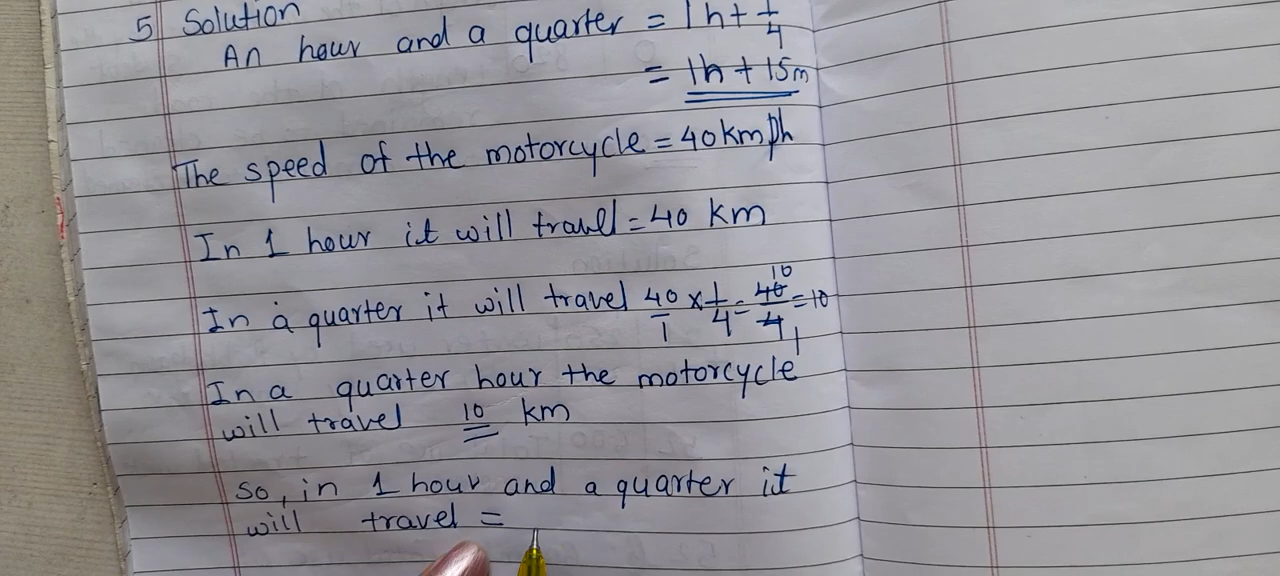 5 Solution
An hour and a quarter = 1h + 1/4
= 1h + 15m
The speed of the motorcycle = 40kmph
In 1 hour it will travel = 40 km
In a quarter it will travel 40/1 x 1/4 = 40/4 = 10
10
1
In a quarter hour the motorcycle
will travel 10 km
So, in 1 hour and a quarter it
will travel =